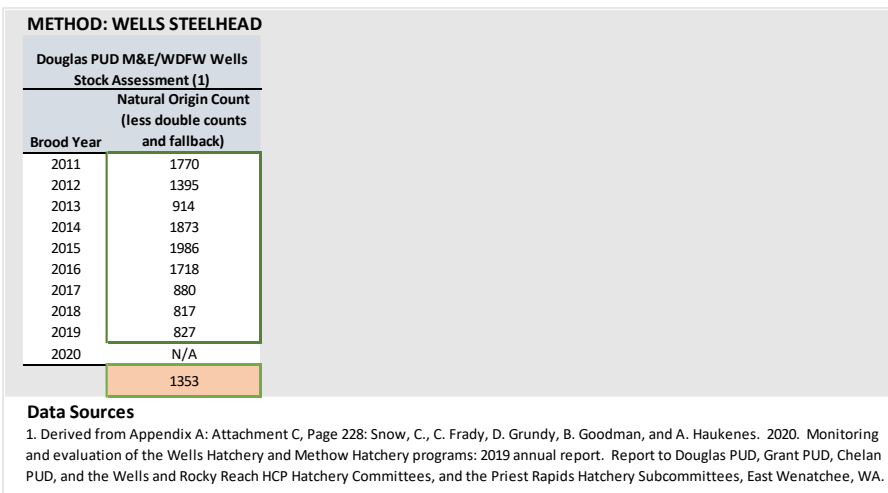 METHOD: WELLS STEELHEAD
Douglas PUD M&E/WDFW Wells
Stock Assessment (1)
Natural Origin Count
(less double counts
Brood Year and fallback)
2011 1770
2012 1395
2013 914
2014 1873
2015 1986
2016 1718
2017 880
2018 817
2019 827
2020 N/A
1353
Data Sources
1. Derived from Appendix A: Attachment C, Page 228: Snow, C., C. Frady, D. Grundy, B. Goodman, and A. Haukenes. 2020. Monitoring
and evaluation of the Wells Hatchery and Methow Hatchery programs: 2019 annual report. Report to Douglas PUD, Grant PUD, Chelan
PUD, and the Wells and Rocky Reach HCP Hatchery Committees, and the Priest Rapids Hatchery Subcommittees, East Wenatchee, WA.